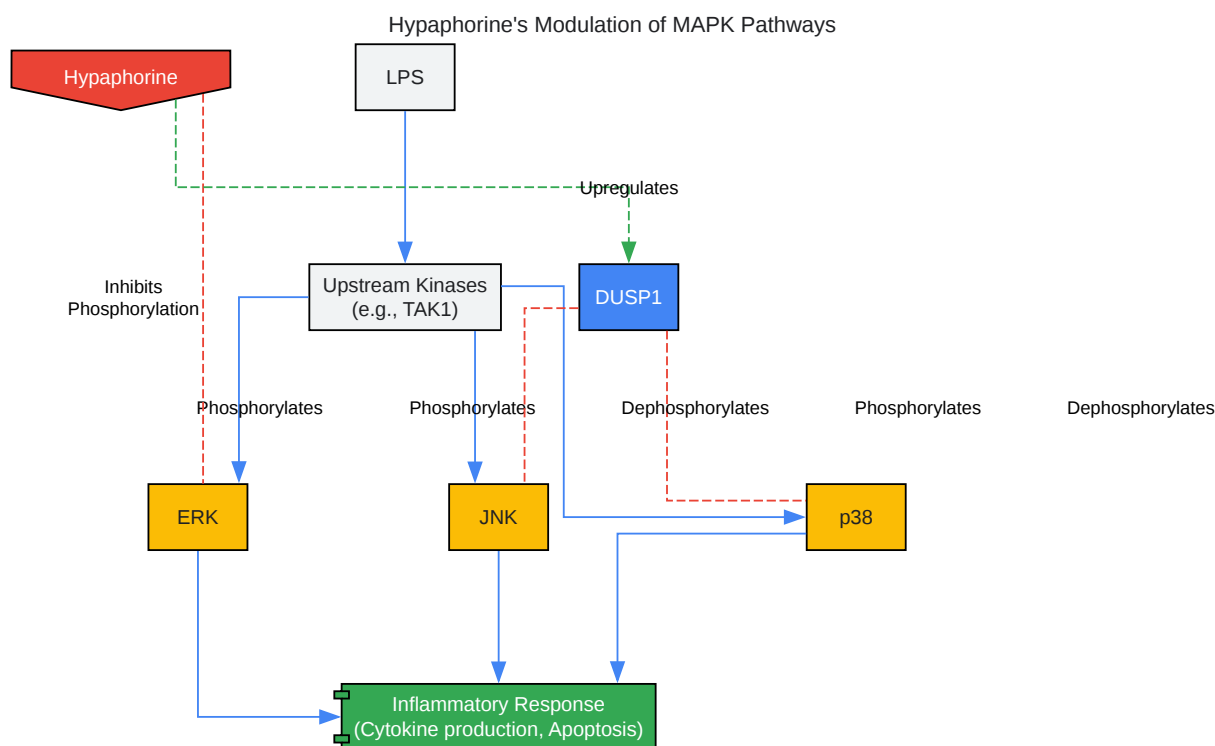 Hypaphorine's Modulation of MAPK Pathways
Hypaphorine
LPS
Upregulates
Inhibits
Phosphorylation
Upstream Kinases
(e.g., TAK1)
DUSP1
Phosphorylates
Phosphorylates
Dephosphorylates
Phosphorylates
Dephosphorylates
ERK
JNK
p38
Inflammatory Response
(Cytokine production, Apoptosis)